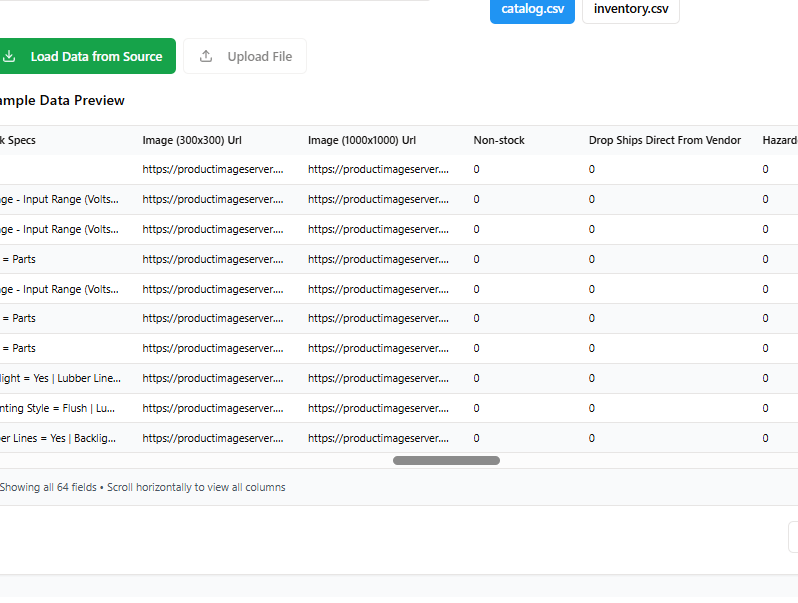 catalog.csv inventory.csv
Load Data from Source Upload File
ample Data Preview
k Specs Image (300x300) Url Image (1000x1000) Url Non-stock Drop Ships Direct From Vendor Hazard
https://productimageserver.... https://productimageserver.... 0 0 0
ge - Input Range (Volts... https://productimageserver.... https://productimageserver.... 0 0 0
ge - Input Range (Volts... https://productimageserver.... https://productimageserver.... 0 0 0
= Parts https://productimageserver.... https://productimageserver.... 0 0 0
ge - Input Range (Volts... https://productimageserver.... https://productimageserver.... 0 0 0
= Parts https://productimageserver.... https://productimageserver.... 0 0 0
= Parts https://productimageserver.... https://productimageserver.... 0 0 0
light = Yes | Lubber Line... https://productimageserver.... https://productimageserver.... 0 0 0
nting Style = Flush | Lu... https://productimageserver.... https://productimageserver.... 0 0 0
er Lines = Yes | Backlig... https://productimageserver.... https://productimageserver.... 0 0 0
Showing all 64 fields • Scroll horizontally to view all columns